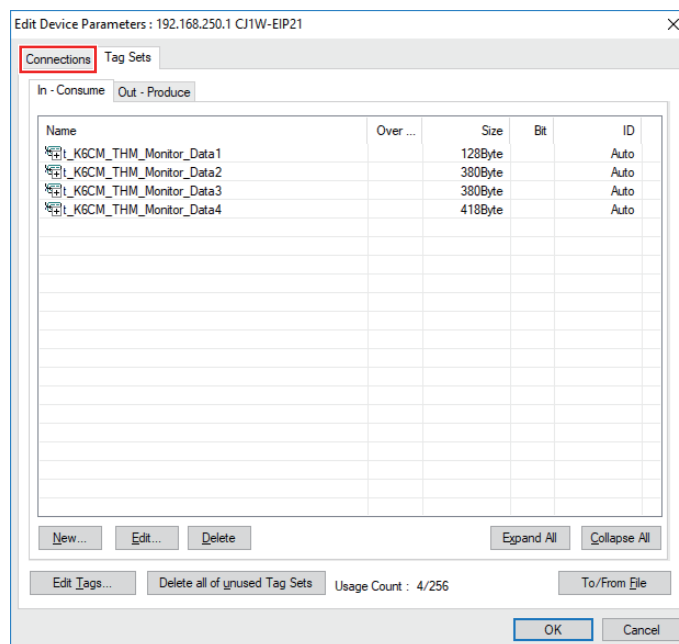 Edit Device Parameters : 192.168.250.1 CJ1W-EIP21
Connections Tag Sets
In - Consume Out - Produce
Name Over ... Size Bit ID
t_K6CM_THM_Monitor_Data1 128Byte Auto
t_K6CM_THM_Monitor_Data2 380Byte Auto
t_K6CM_THM_Monitor_Data3 380Byte Auto
t_K6CM_THM_Monitor_Data4 418Byte Auto
New... Edit... Delete Expand All Collapse All
Edit Tags... Delete all of unused Tag Sets Usage Count : 4/256 To/From File
OK Cancel